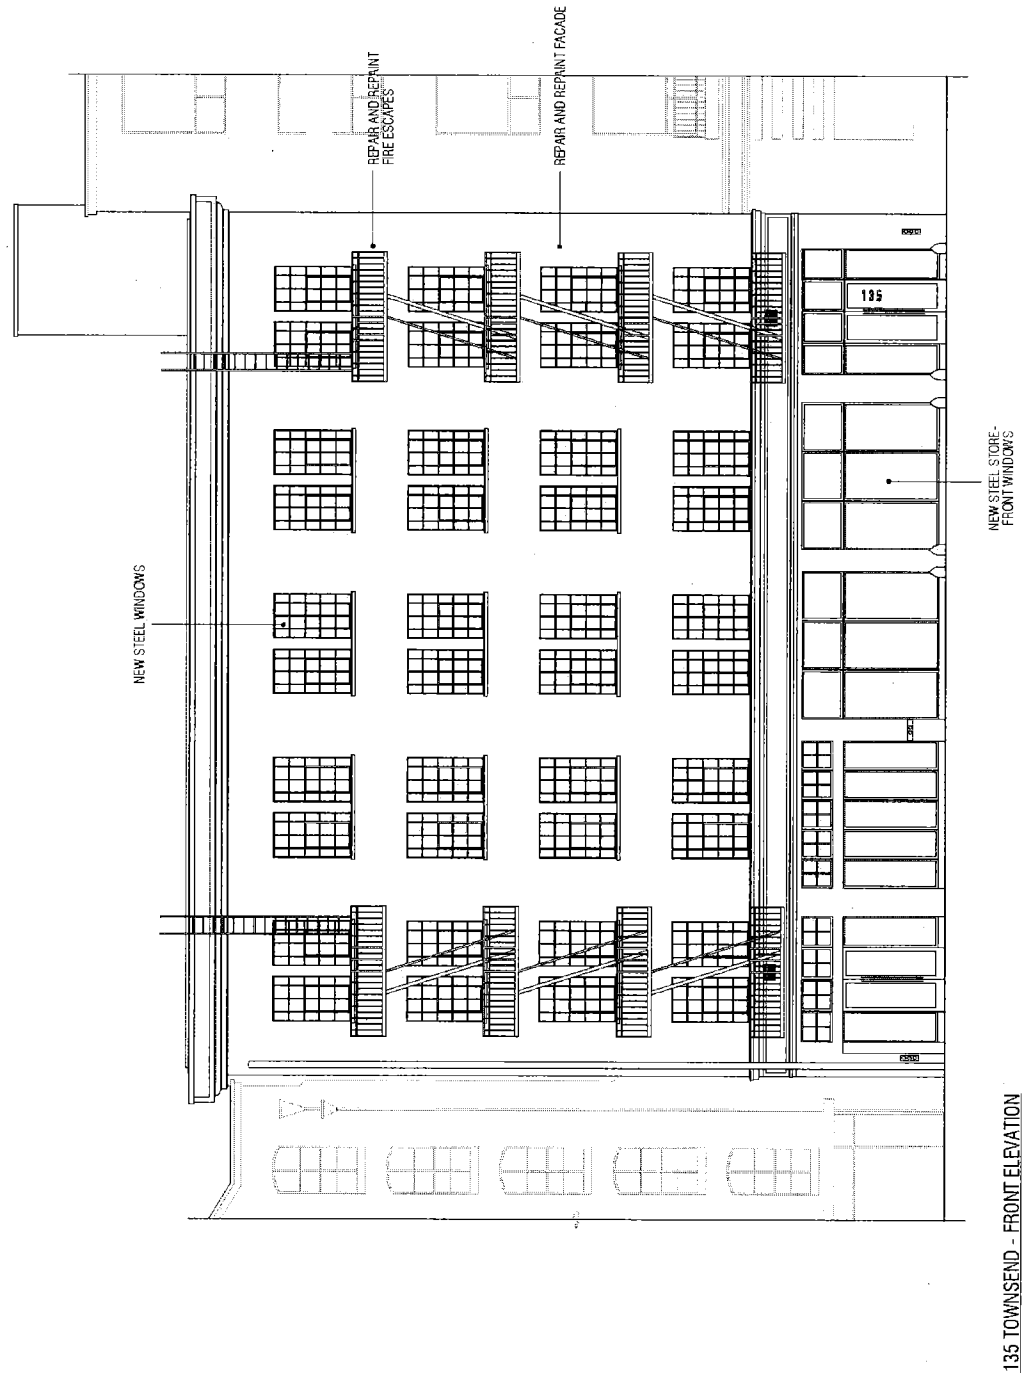 NEW STEEL WINDOWS
REPAIR AND REPAINT
FIRE ESCAPES
REPAIR AND REPAINT FACADE
135
NEW STEEL STORE-
FRONT WINDOWS
135 TOWNSEND - FRONT ELEVATION